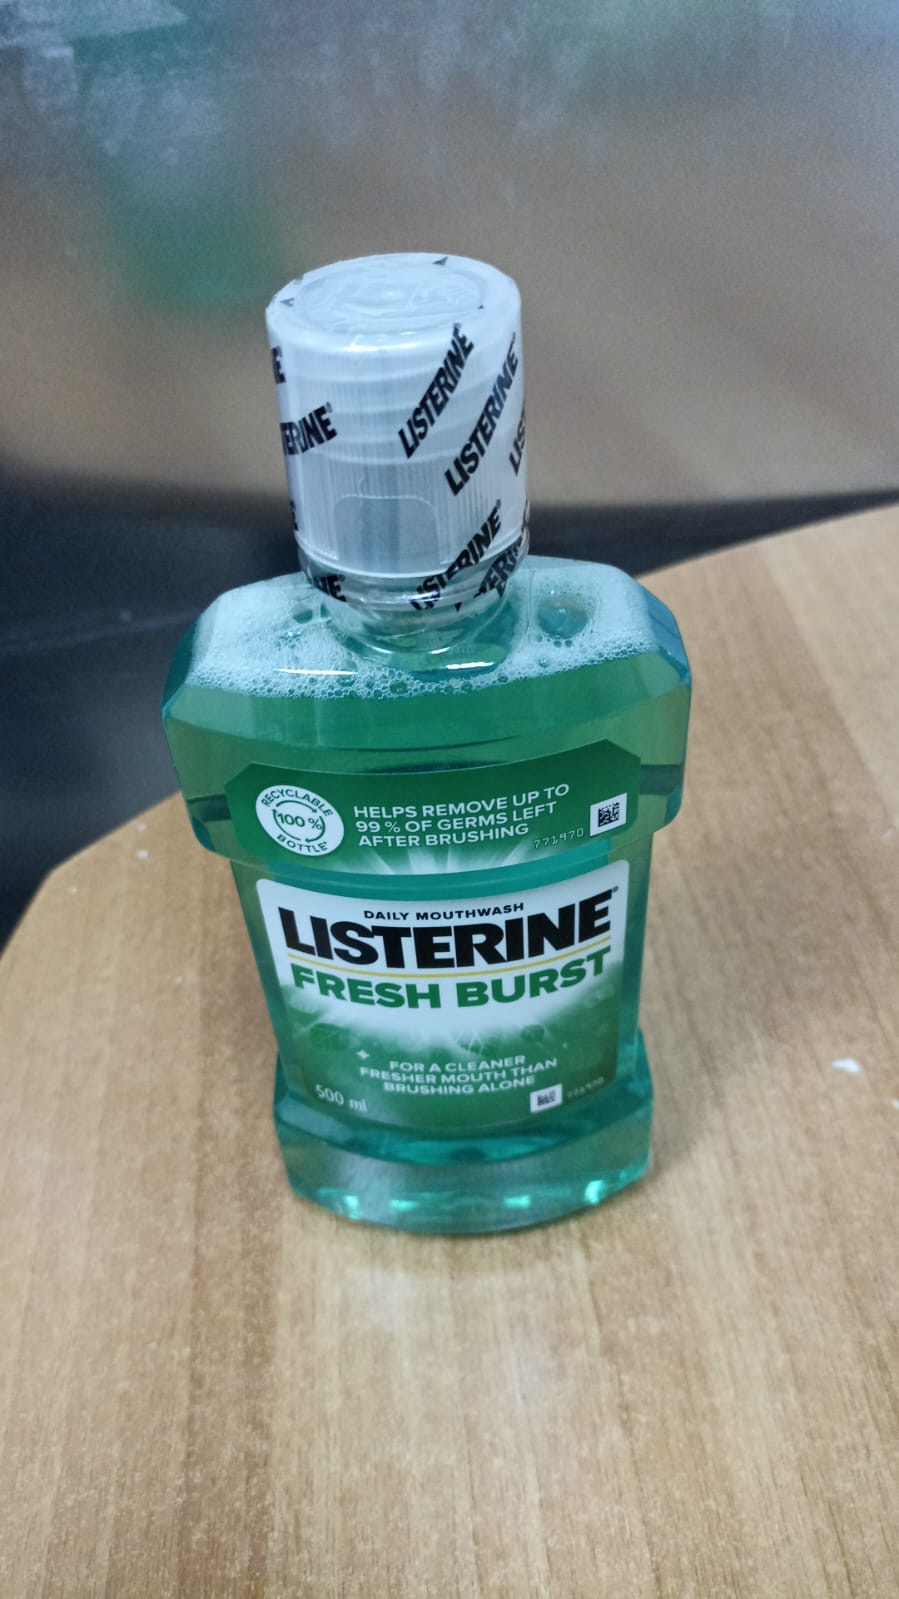 LISTERINE
LISTERINE
LISTERINE
RECYCLABLE
100 %
BOTTLE*
HELPS REMOVE UP TO
99 % OF GERMS LEFT
AFTER BRUSHING
771970
DAILY MOUTHWASH
LISTERINE®
FRESH BURST
FOR A CLEANER
FRESHER MOUTH THAN
BRUSHING ALONE
500 ml